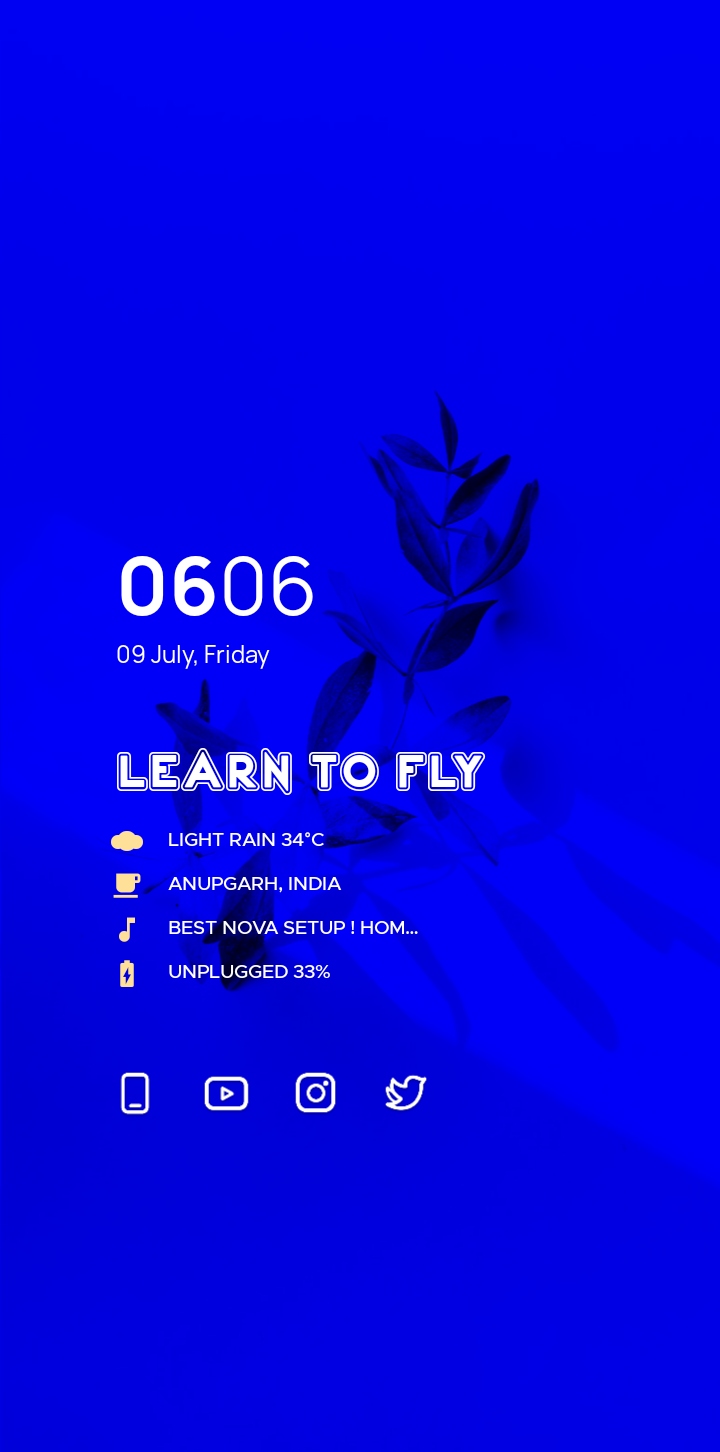 0606
09 July, Friday
LEARN TO FLY
LIGHT RAIN 34°C
ANUPGARH, INDIA
BEST NOVA SETUP ! HOM...
UNPLUGGED 33%